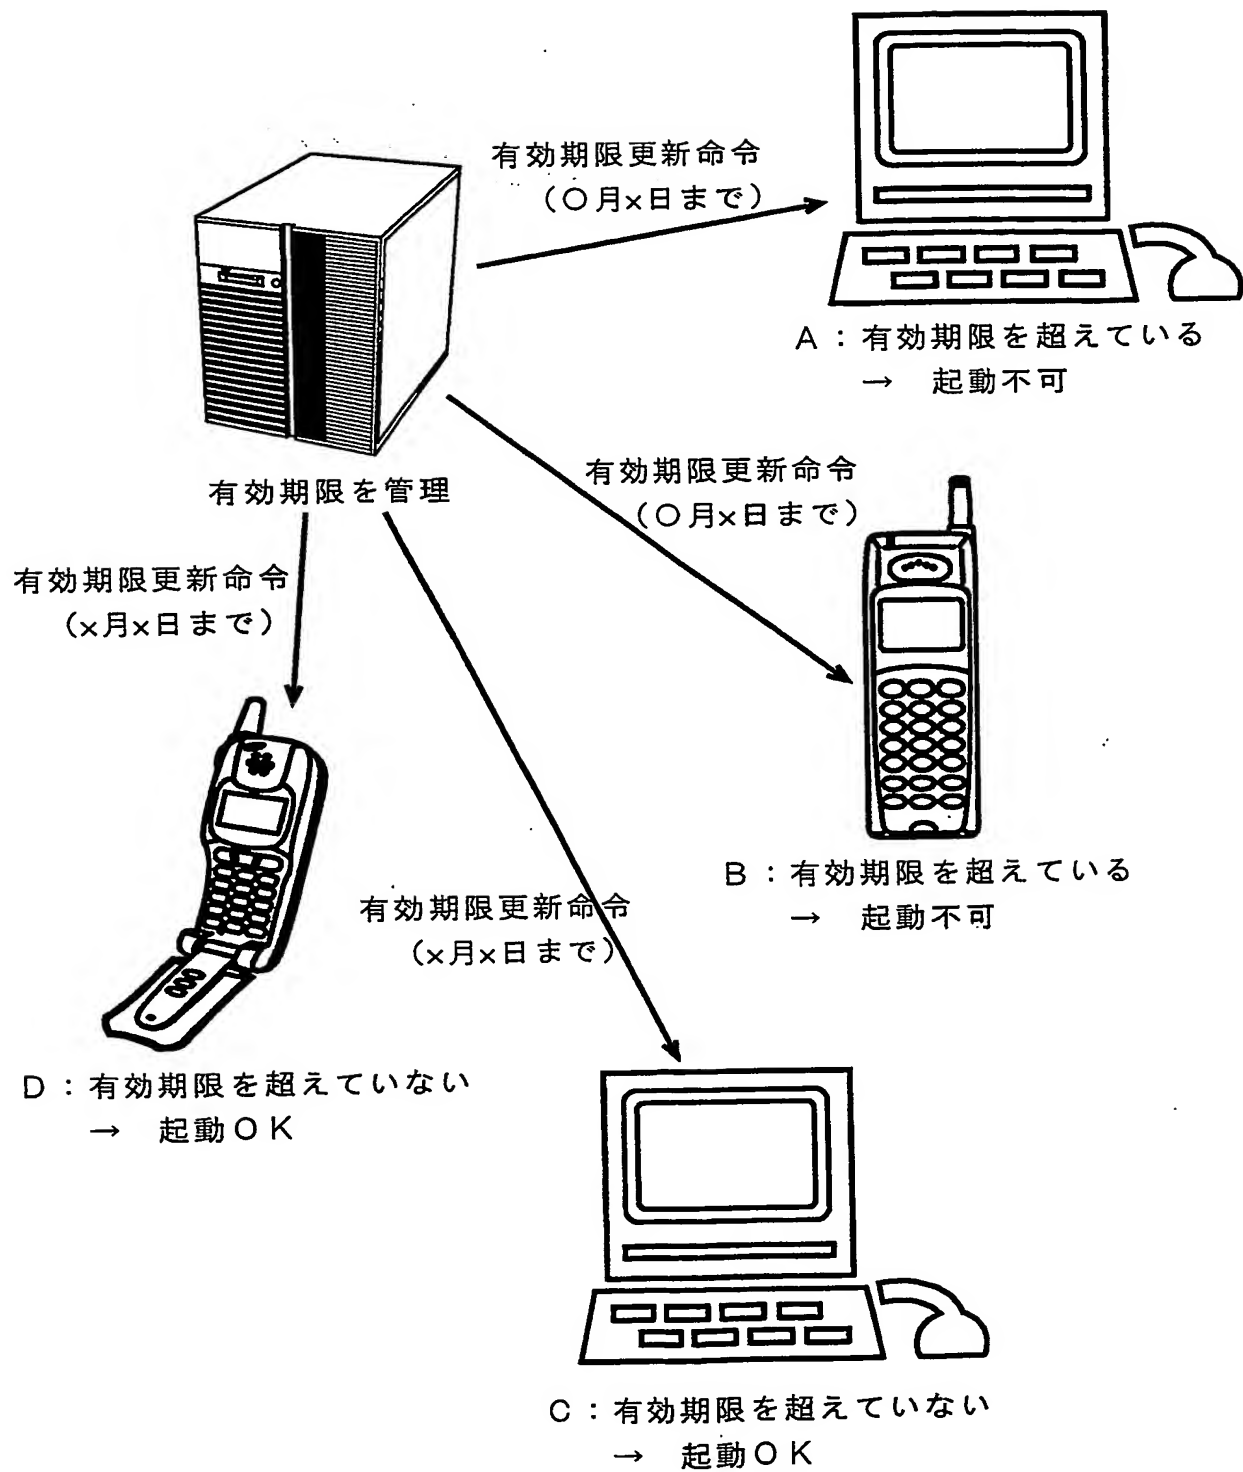 有効期限更新命令
（〇月×日まで）
A：有効期限を超えている
→　起動不可
有効期限を管理
有効期限更新命令
（〇月×日まで）
有効期限更新命令
（×月×日まで）
B：有効期限を超えている
→　起動不可
有効期限更新命令
（×月×日まで）
D：有効期限を超えていない
→　起動OK
C：有効期限を超えていない
→　起動OK